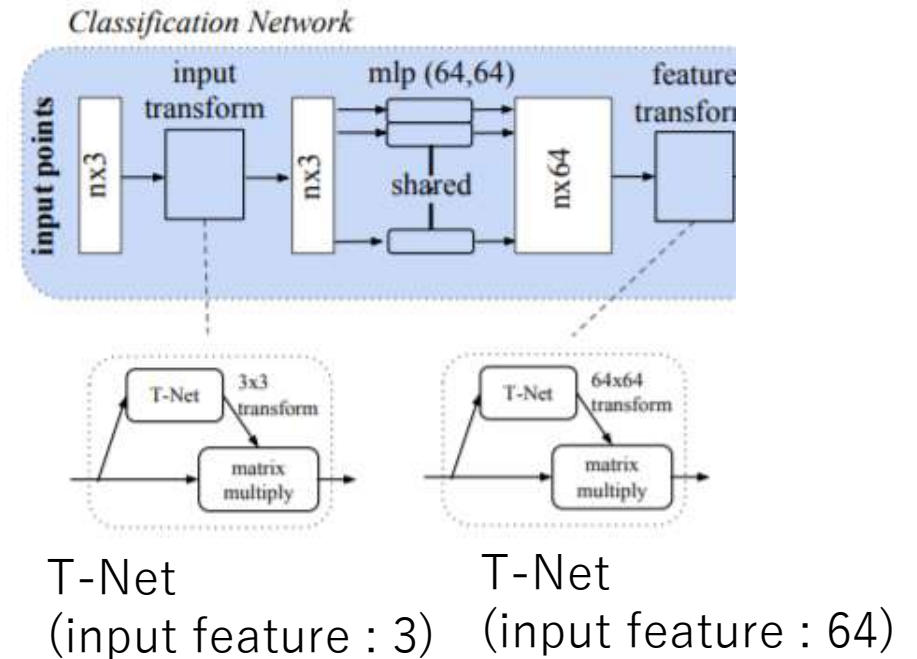 Classification Network
input
transform
mlp (64,64)
feature
transfor
input points
nx3
nx3
shared
nx64
T-Net
3x3
transform
matrix
multiply
T-Net
64x64
transform
matrix
multiply
T-Net
(input feature : 3)
T-Net
(input feature : 64)